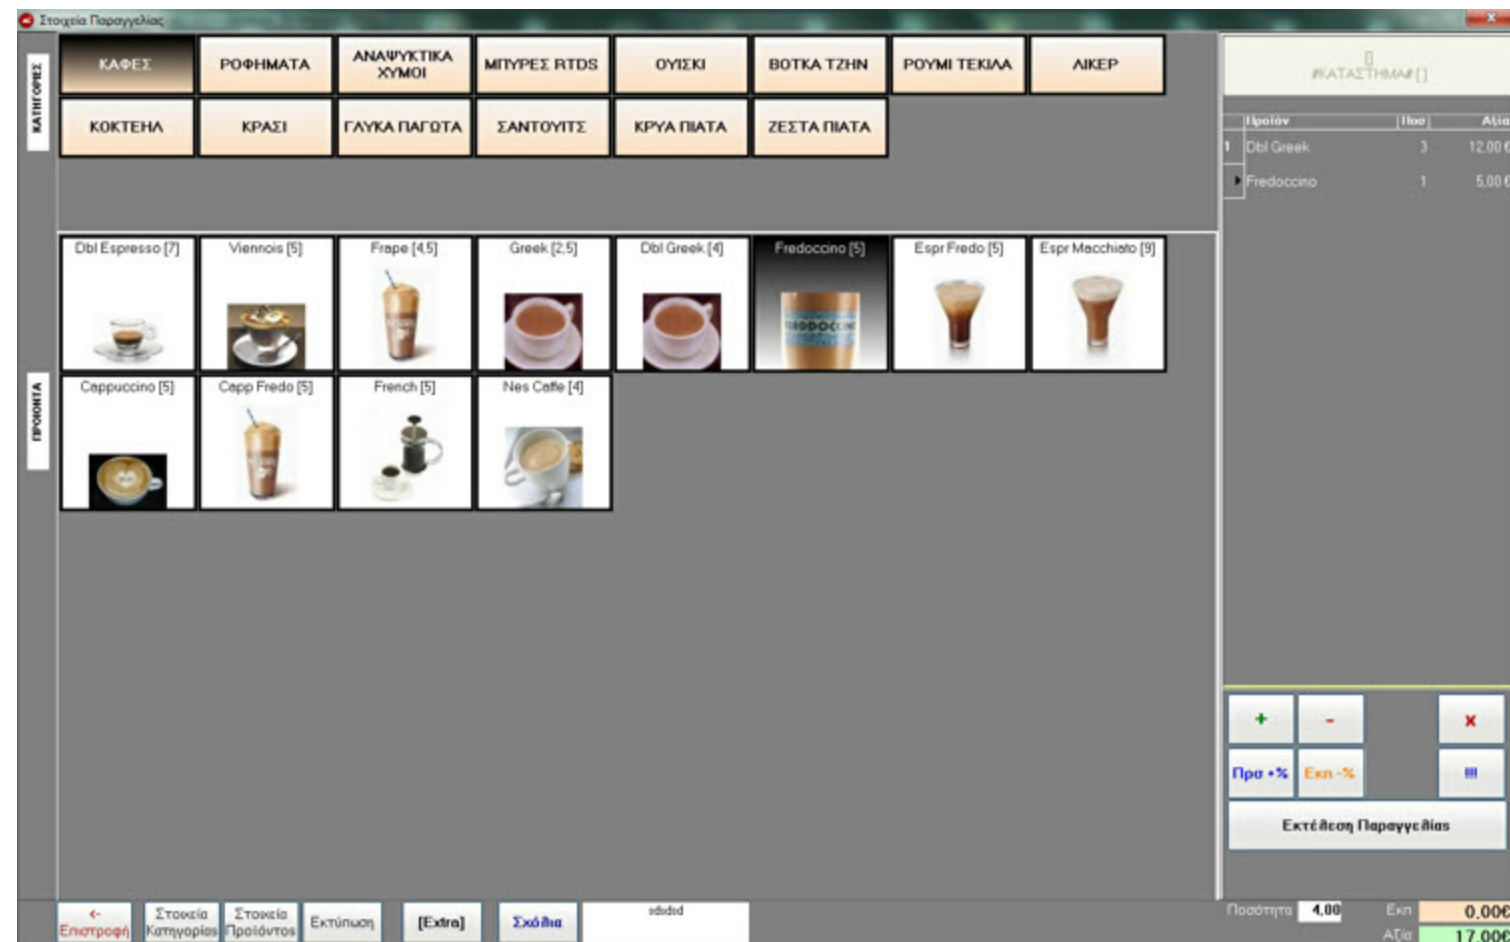 Στοιχεία Παραγγελίας
ΚΑΤΗΓΟΡΙΕΣ
ΚΑΦΕΣ
ΡΟΦΗΜΑΤΑ
ΑΝΑΨΥΚΤΙΚΑ
ΧΥΜΟΙ
ΜΠΥΡΕΣ RTDS
ΟΥΙΣΚΙ
ΒΟΤΚΑ ΤΖΗΝ
ΡΟΥΜΙ ΤΕΚΙΛΑ
ΛΙΚΕΡ
ΚΟΚΤΕΗΛ
ΚΡΑΣΙ
ΓΛΥΚΑ ΠΑΓΩΤΑ
ΣΑΝΤΟΥΙΤΣ
ΚΡΥΑ ΠΙΑΤΑ
ΖΕΣΤΑ ΠΙΑΤΑ
ΠΡΟΙΟΝΤΑ
Dbl Espresso [7]
Viennois [5]
Frape [4,5]
Greek [2,5]
Dbl Greek [4]
Fredoccino [5]
Espr Fredo [5]
Espr Macchiato [9]
Cappuccino [5]
Capp Fredo [5]
French [5]
Nes Caffe [4]
#ΚΑΤΑΣΤΗΜΑ# [ ]
Προϊόν Ποσ Αξία
1 Dbl Greek 3 12,00 €
Fredoccino 1 5,00 €
+ - x
Προ +% Εκπ -% !!!
Εκτέλεση Παραγγελίας
<-
Επιστροφή
Στοιχεία
Κατηγορίας
Στοιχεία
Προϊόντος
Εκτύπωση
[Extra]
Σχόλια
sdsdsd
Ποσότητα 4,00 Εκπ 0,00€
Αξία 17,00€